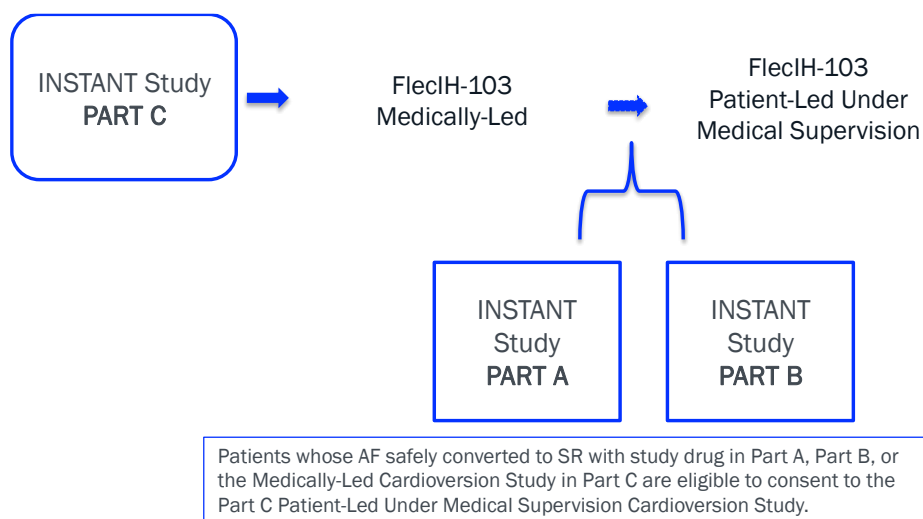 INSTANT Study
PART C
FlecIH-103
Medically-Led
FlecIH-103
Patient-Led Under
Medical Supervision
INSTANT
Study
PART A
INSTANT
Study
PART B
Patients whose AF safely converted to SR with study drug in Part A, Part B, or
the Medically-Led Cardioversion Study in Part C are eligible to consent to the
Part C Patient-Led Under Medical Supervision Cardioversion Study.